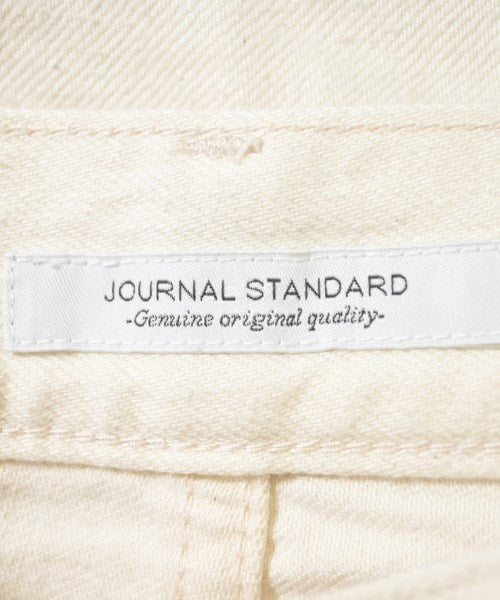 JOURNAL STANDARD
-Genuine original quality-